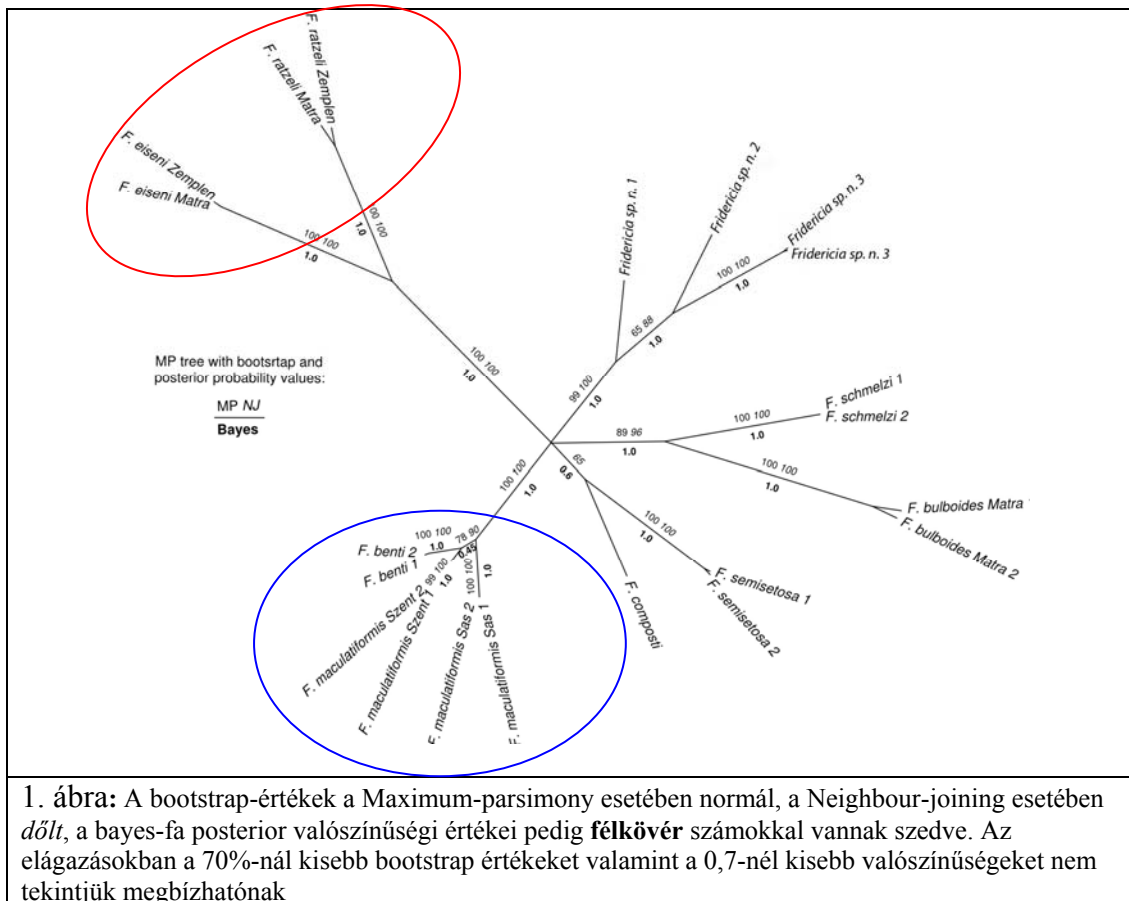 F. ratzeli Zemplen
F. ratzeli Matra
F. eiseni Zemplen
F. eiseni Matra
100 100
1.0
00 100
1.0
Fridericia sp. n. 1
Fridericia sp. n. 2
Fridericia sp. n. 3
Fridericia sp. n. 3
100 100
1.0
65 88
1.0
99 100
1.0
100 100
1.0
MP tree with bootsrtap and
posterior probability values:
MP NJ
Bayes
F. schmelzi 1
F. schmelzi 2
100 100
1.0
89 96
1.0
100 100
1.0
F. bulboides Matra
F. bulboides Matra 2
65
0.6
100 100
1.0
F. semisetosa 1
F. semisetosa 2
F. composti
100 100
1.0
78 90
0.45
100 100
1.0
F. benti 2
F. benti 1
99 100
1.0
100 100
1.0
F. maculatiformis Szent 2
F. maculatiformis Szent 1
F. maculatiformis Sas 2
F. maculatiformis Sas 1
1. ábra: A bootstrap-értékek a Maximum-parsimony esetében normál, a Neighbour-joining esetében
dőlt, a bayes-fa posterior valószínűségi értékei pedig félkövér számokkal vannak szedve. Az
elágazásokban a 70%-nál kisebb bootstrap értékeket valamint a 0,7-nél kisebb valószínűségeket nem
tekintjük megbízhatónak